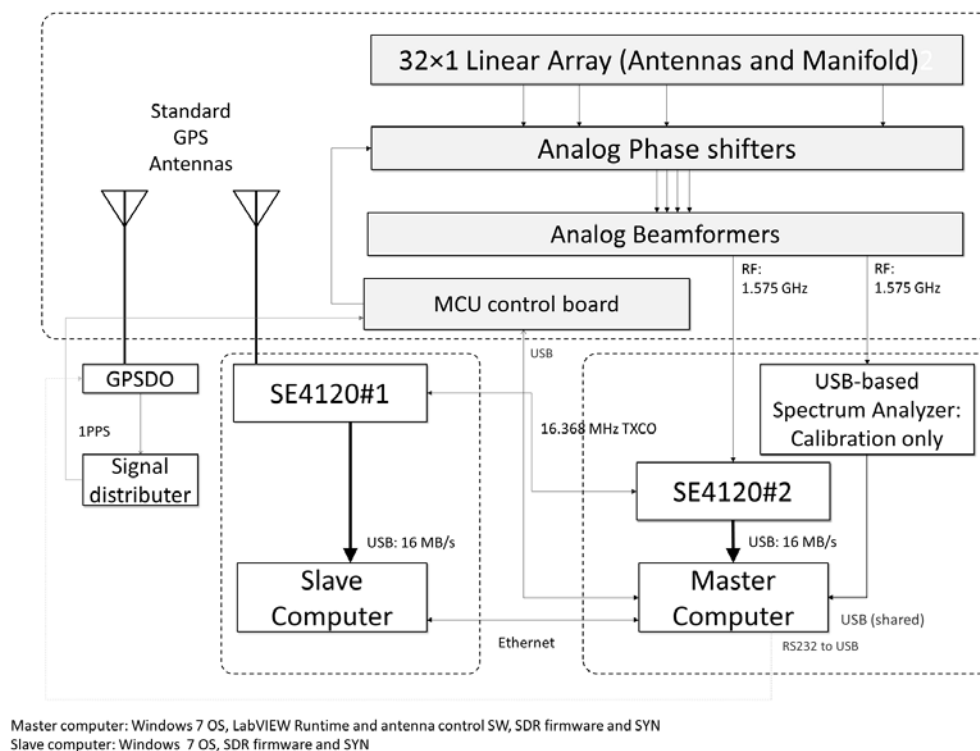 32×1 Linear Array (Antennas and Manifold)2
Standard
GPS
Antennas
Analog Phase shifters
Analog Beamformers
RF:
1.575 GHz
RF:
1.575 GHz
MCU control board
USB
GPSDO
SE4120#1
USB-based
Spectrum Analyzer:
Calibration only
1PPS
16.368 MHz TXCO
Signal
distributer
SE4120#2
USB: 16 MB/s
USB: 16 MB/s
Slave
Computer
Master
Computer
USB (shared)
Ethernet
RS232 to USB
Master computer: Windows 7 OS, LabVIEW Runtime and antenna control SW, SDR firmware and SYN
Slave computer: Windows 7 OS, SDR firmware and SYN